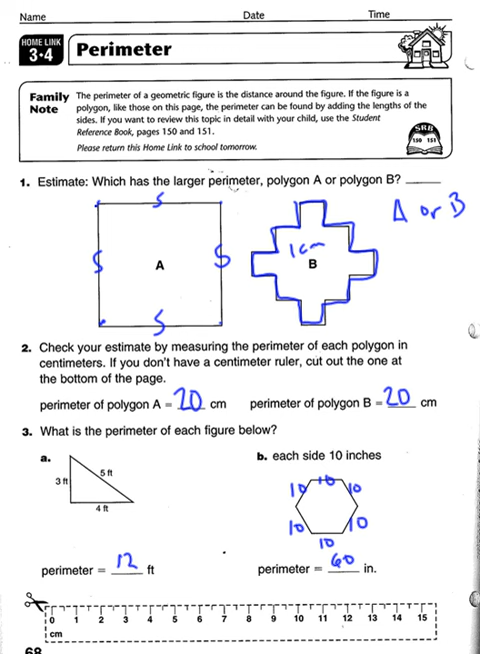 Name Date Time
HOME LINK
3•4
Perimeter
Family
Note
The perimeter of a geometric figure is the distance around the figure. If the figure is a
polygon, like those on this page, the perimeter can be found by adding the lengths of the
sides. If you want to review this topic in detail with your child, use the Student
Reference Book, pages 150 and 151.
Please return this Home Link to school tomorrow.
SRB
150 151
1. Estimate: Which has the larger perimeter, polygon A or polygon B?
A or B
5
5
5
5
A
1 cm
B
2. Check your estimate by measuring the perimeter of each polygon in
centimeters. If you don't have a centimeter ruler, cut out the one at
the bottom of the page.
perimeter of polygon A = 20 cm perimeter of polygon B = 20 cm
3. What is the perimeter of each figure below?
a.
3 ft
5 ft
4 ft
b. each side 10 inches
10 10 10
10 10
10
perimeter = 12 ft perimeter = 60 in.
0 1 2 3 4 5 6 7 8 9 10 11 12 13 14 15
cm
68